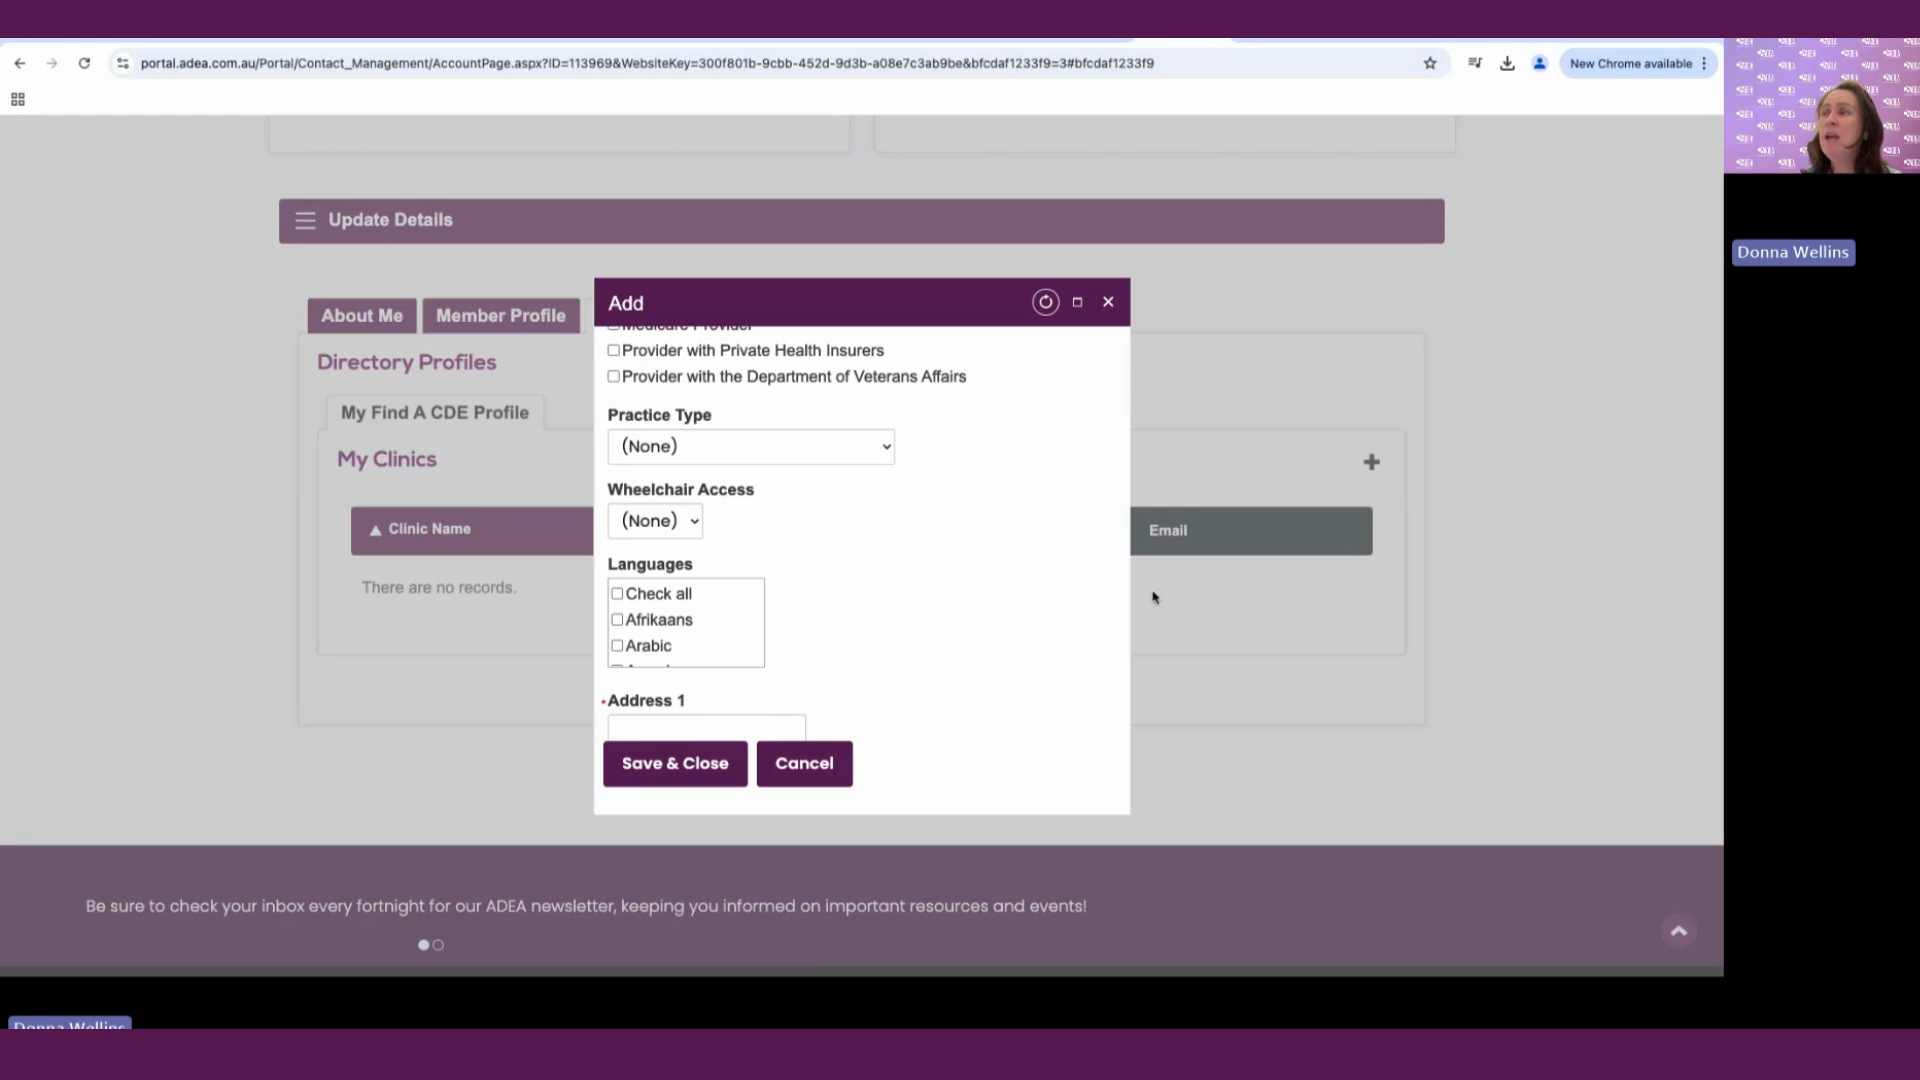 portal.adea.com.au/Portal/Contact_Management/AccountPage.aspx?ID=113969&WebsiteKey=300f801b-9cbb-452d-9d3b-a08e7c3ab9be&bfcdaf1233f9=3#bfcdaf1233f9
New Chrome available
Donna Wellins
Update Details
About Me
Member Profile
Directory Profiles
My Find A CDE Profile
My Clinics
Clinic Name
Email
There are no records.
Add
Medicare Provider
Provider with Private Health Insurers
Provider with the Department of Veterans Affairs
Practice Type
(None)
Wheelchair Access
(None)
Languages
Check all
Afrikaans
Arabic
*Address 1
Save & Close
Cancel
Be sure to check your inbox every fortnight for our ADEA newsletter, keeping you informed on important resources and events!
Donna Wellins